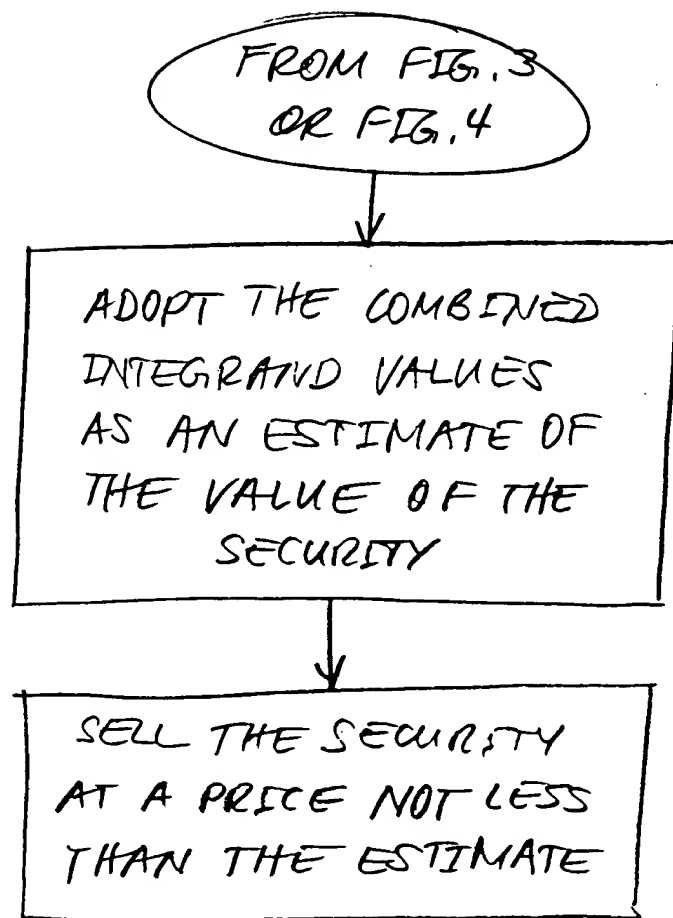 FROM FIG. 3
OR FIG. 4
ADOPT THE COMBINED
INTEGRAND VALUES
AS AN ESTIMATE OF
THE VALUE OF THE
SECURITY
SELL THE SECURITY
AT A PRICE NOT LESS
THAN THE ESTIMATE